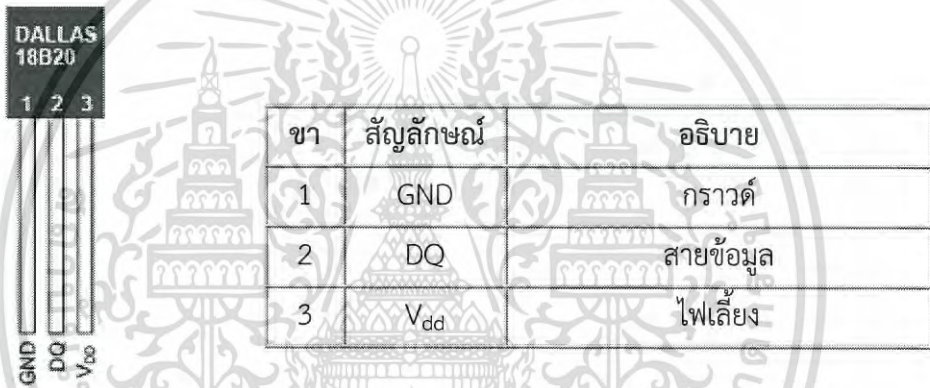 DALLAS
18B20
1 2 3
GND
DQ
VDD
ขา สัญลักษณ์ อธิบาย
1 GND กราวด์
2 DQ สายข้อมูล
3 Vdd ไฟเลี้ยง